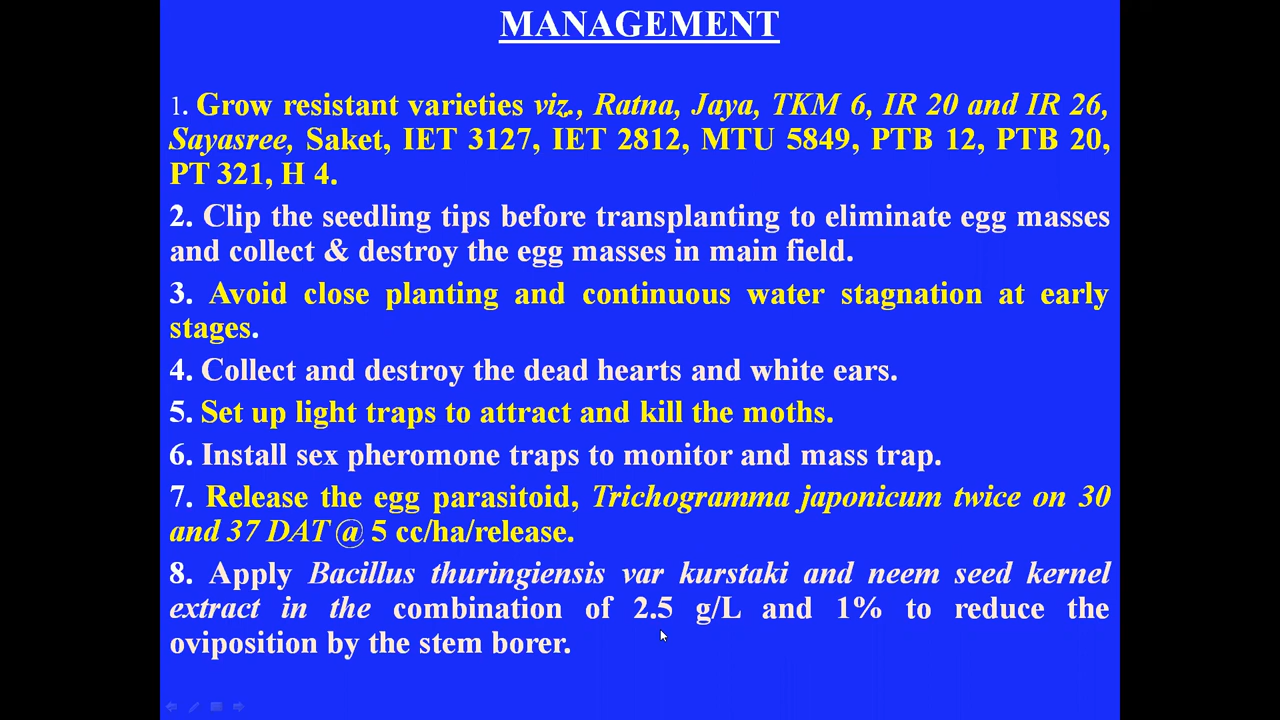 MANAGEMENT
1. Grow resistant varieties viz., Ratna, Jaya, TKM 6, IR 20 and IR 26,
Sayasree, Saket, IET 3127, IET 2812, MTU 5849, PTB 12, PTB 20,
PT 321, H 4.
2. Clip the seedling tips before transplanting to eliminate egg masses
and collect & destroy the egg masses in main field.
3. Avoid close planting and continuous water stagnation at early
stages.
4. Collect and destroy the dead hearts and white ears.
5. Set up light traps to attract and kill the moths.
6. Install sex pheromone traps to monitor and mass trap.
7. Release the egg parasitoid, Trichogramma japonicum twice on 30
and 37 DAT @ 5 cc/ha/release.
8. Apply Bacillus thuringiensis var kurstaki and neem seed kernel
extract in the combination of 2.5 g/L and 1% to reduce the
oviposition by the stem borer.